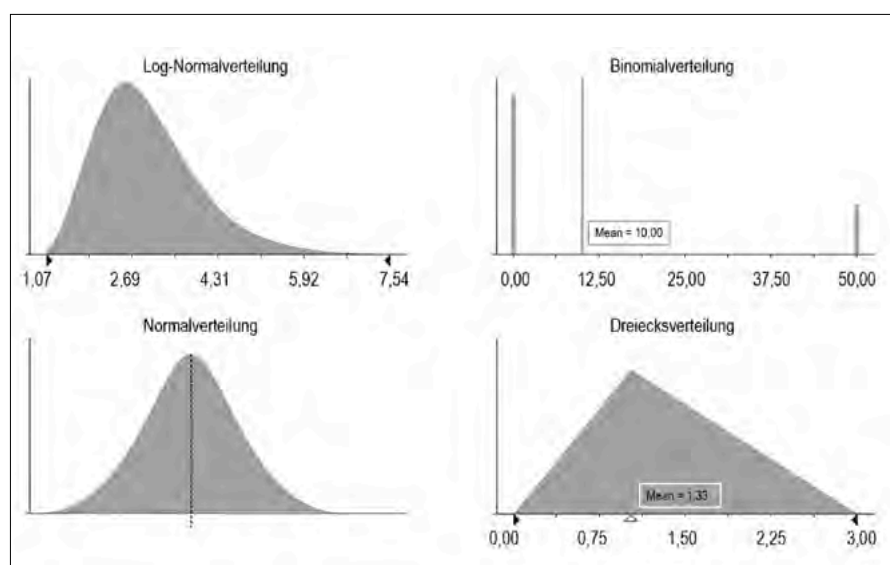 Log-Normalverteilung
1,07 2,69 4,31 5,92 7,54
Binomialverteilung
Mean = 10,00
0,00 12,50 25,00 37,50 50,00
Normalverteilung
Dreiecksverteilung
Mean = 1,33
0,00 0,75 1,50 2,25 3,00